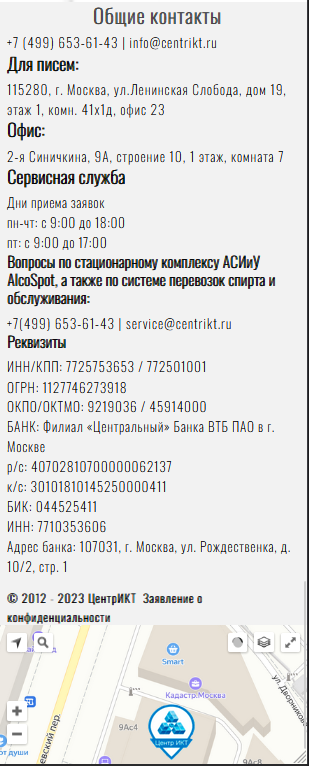 Общие контакты
+7 (499) 653-61-43 | info@centrikt.ru
Для писем:
115280, г. Москва, ул.Ленинская Слобода, дом 19,
этаж 1, комн. 41х1д, офис 23
Офис:
2-я Синичкина, 9А, строение 10, 1 этаж, комната 7
Сервисная служба
Дни приема заявок
пн-чт: с 9:00 до 18:00
пт: с 9:00 до 17:00
Вопросы по стационарному комплексу АСИиУ
AlcoSpot, а также по системе перевозок спирта и
обслуживания:
+7(499) 653-61-43 | service@centrikt.ru
Реквизиты
ИНН/КПП: 7725753653 / 772501001
ОГРН: 1127746273918
ОКПО/ОКТМО: 9219036 / 45914000
БАНК: Филиал «Центральный» Банка ВТБ ПАО в г.
Москве
р/с: 40702810700000062137
к/с: 30101810145250000411
БИК: 044525411
ИНН: 7710353606
Адрес банка: 107031, г. Москва, ул. Рождественка, д.
10/2, стр. 1
© 2012 - 2023 ЦентрИКТ Заявление о
конфиденциальности
Smart
Кадастр.Москва
ул. Дворников
евский пер.
9Ас4
Центр ИКТ
от души
9Ас8